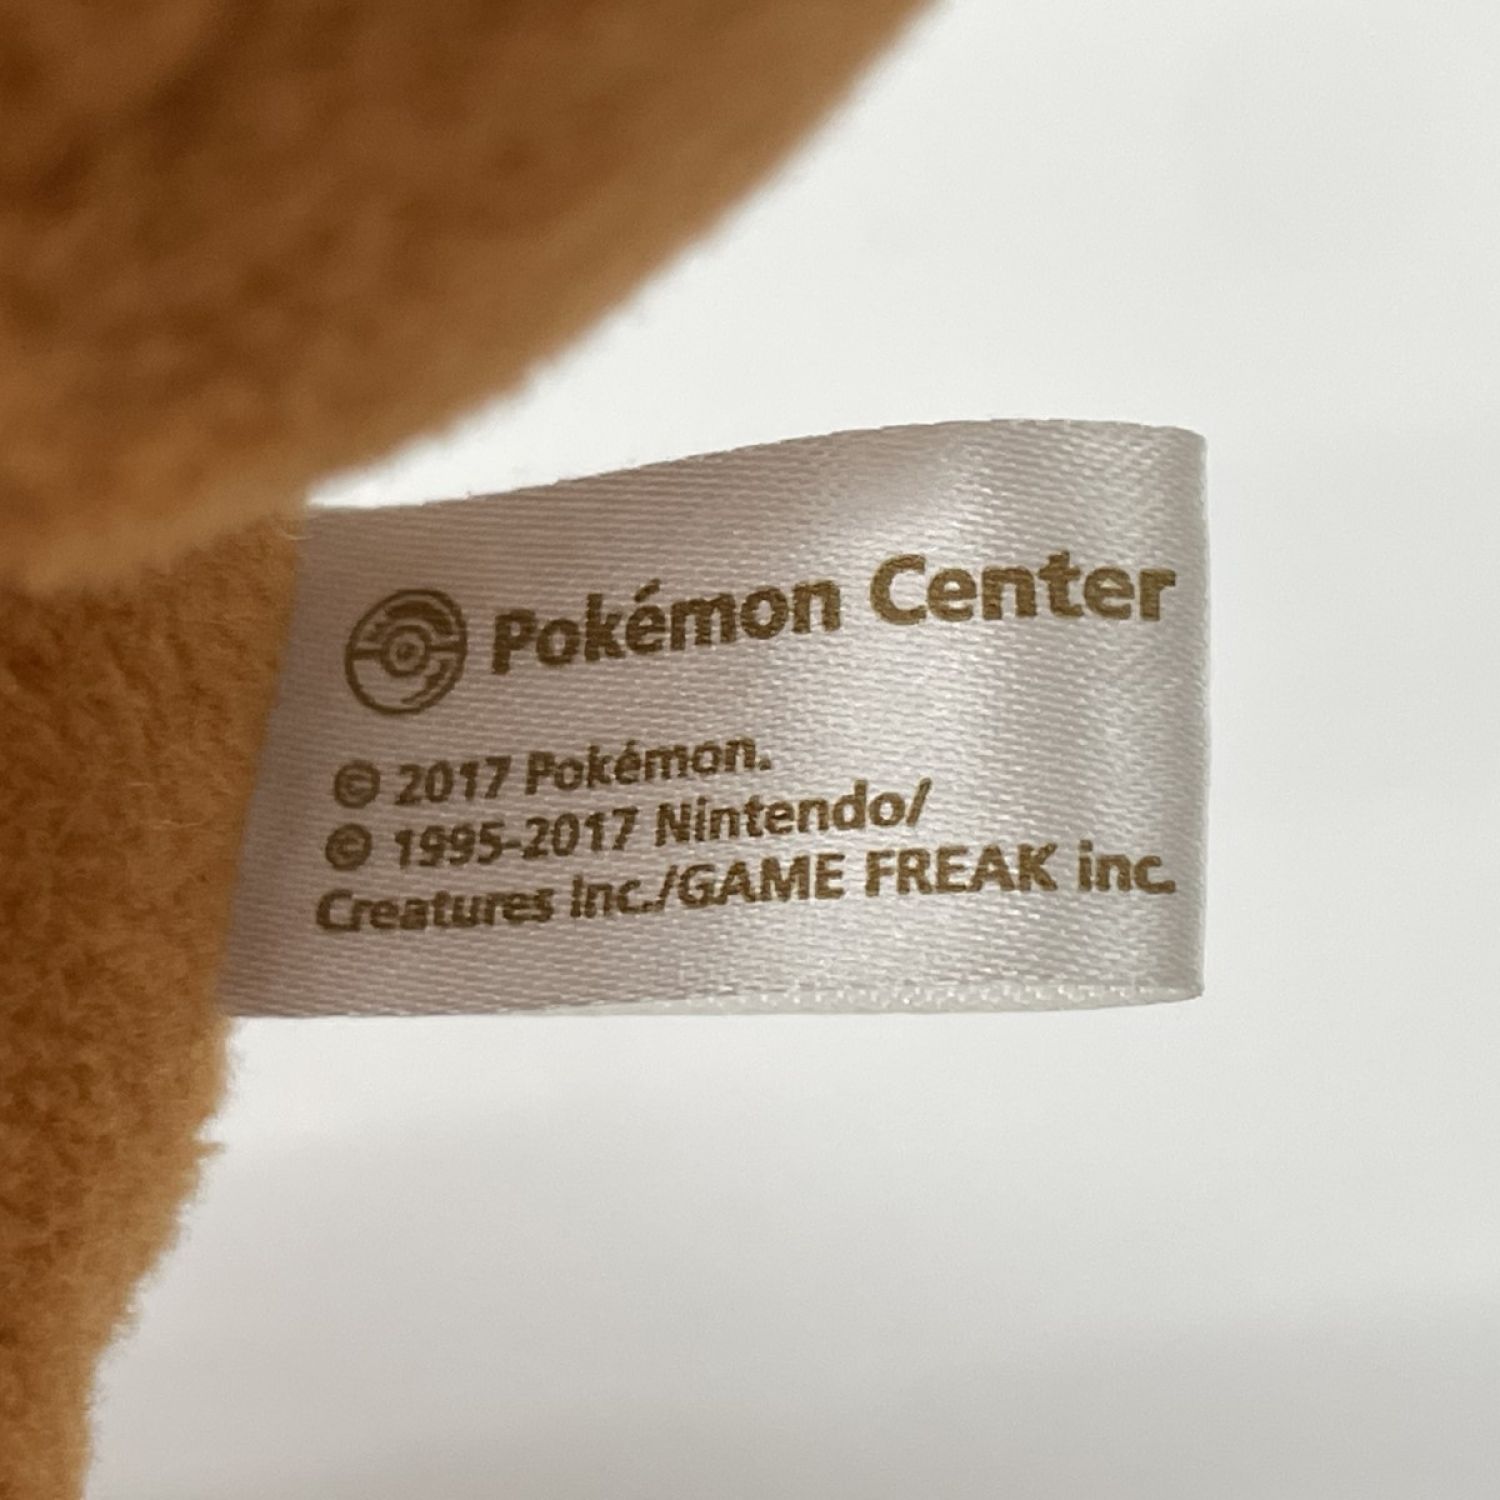 Pokémon Center
© 2017 Pokémon.
© 1995-2017 Nintendo/
Creatures Inc./GAME FREAK inc.